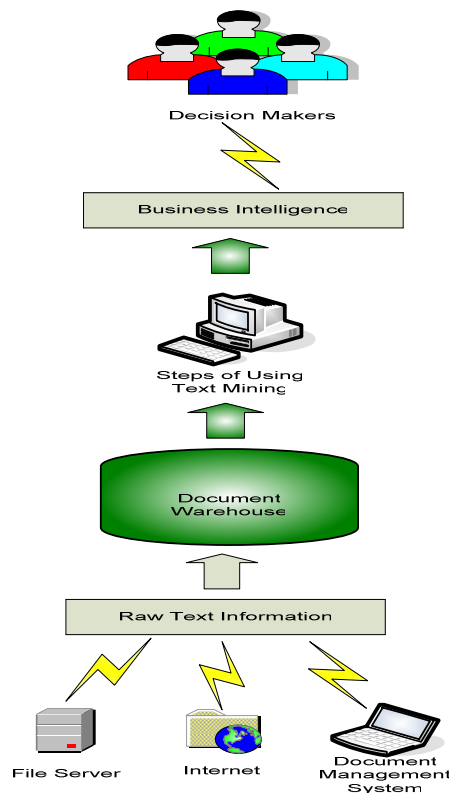 Decision Makers
Business Intelligence
Steps of Using
Text Mining
Document
Warehouse
Raw Text Information
File Server
Internet
Document
Management
System